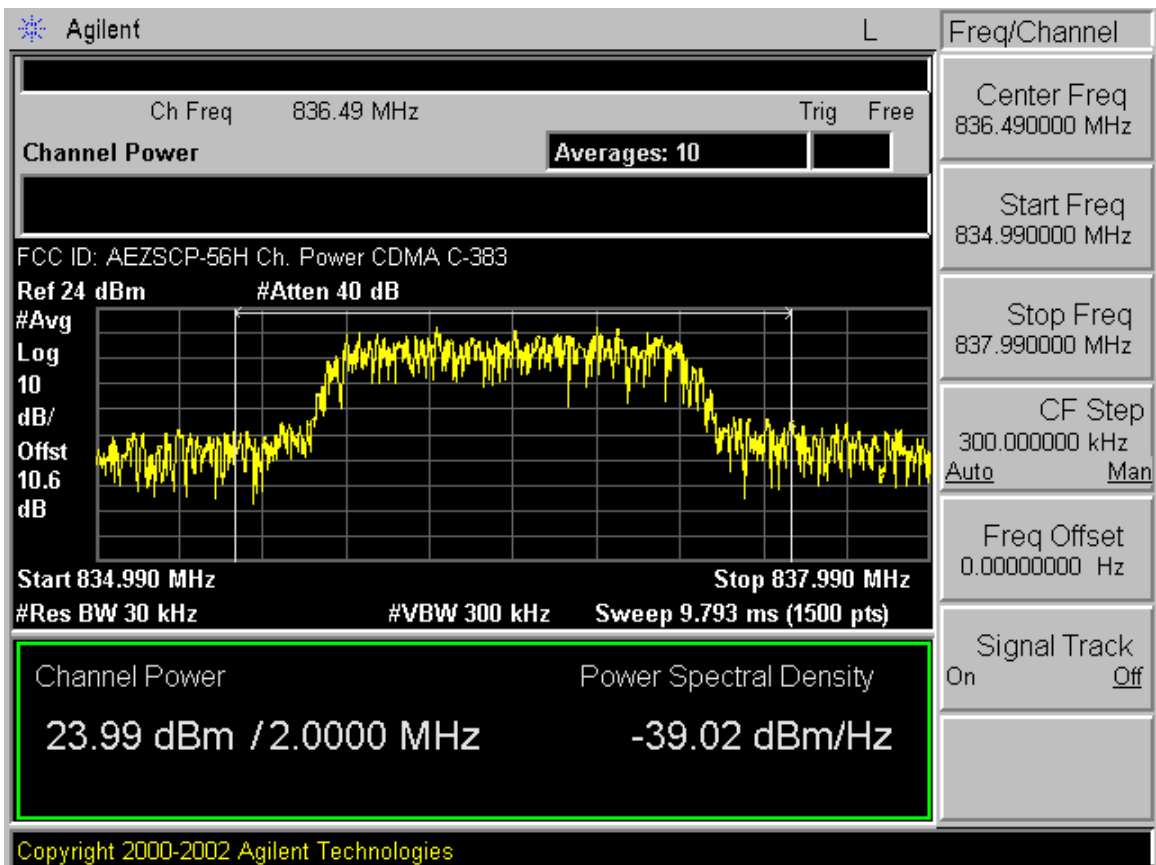 Agilent L Freq/Channel
Ch Freq 836.49 MHz Trig Free
Channel Power Averages: 10
FCC ID: AEZSCP-56H Ch. Power CDMA C-383
Ref 24 dBm #Atten 40 dB
#Avg
Log
10
dB/
Offst
10.6
dB
Start 834.990 MHz Stop 837.990 MHz
#Res BW 30 kHz #VBW 300 kHz Sweep 9.793 ms (1500 pts)
Channel Power Power Spectral Density
23.99 dBm / 2.0000 MHz -39.02 dBm/Hz
Center Freq
836.490000 MHz
Start Freq
834.990000 MHz
Stop Freq
837.990000 MHz
CF Step
300.000000 kHz
Auto Man
Freq Offset
0.00000000 Hz
Signal Track
On Off
Copyright 2000-2002 Agilent Technologies